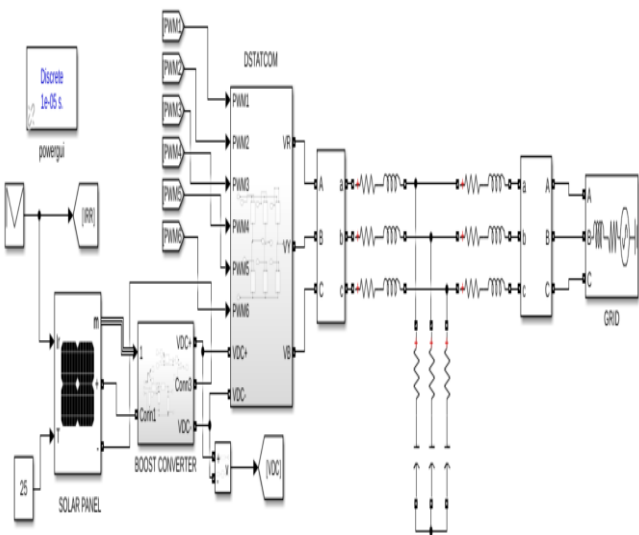 [PWM1]
[PWM2]
[PWM3]
[PWM4]
[PWM5]
[PWM6]
DSTATCOM
PWM1
PWM2
PWM3
PWM4
PWM5
PWM6
VDC+
VDC-
VR
VY
VB
Discrete
1e-05 s.
powergui
[IRR]
A
B
C
a
b
c
a
b
c
A
B
C
A
B
C
GRID
Ir
T
m
+
-
SOLAR PANEL
25
1
Conn1
VDC+
Conn3
VDC-
BOOST CONVERTER
+
-
v
[VDC]